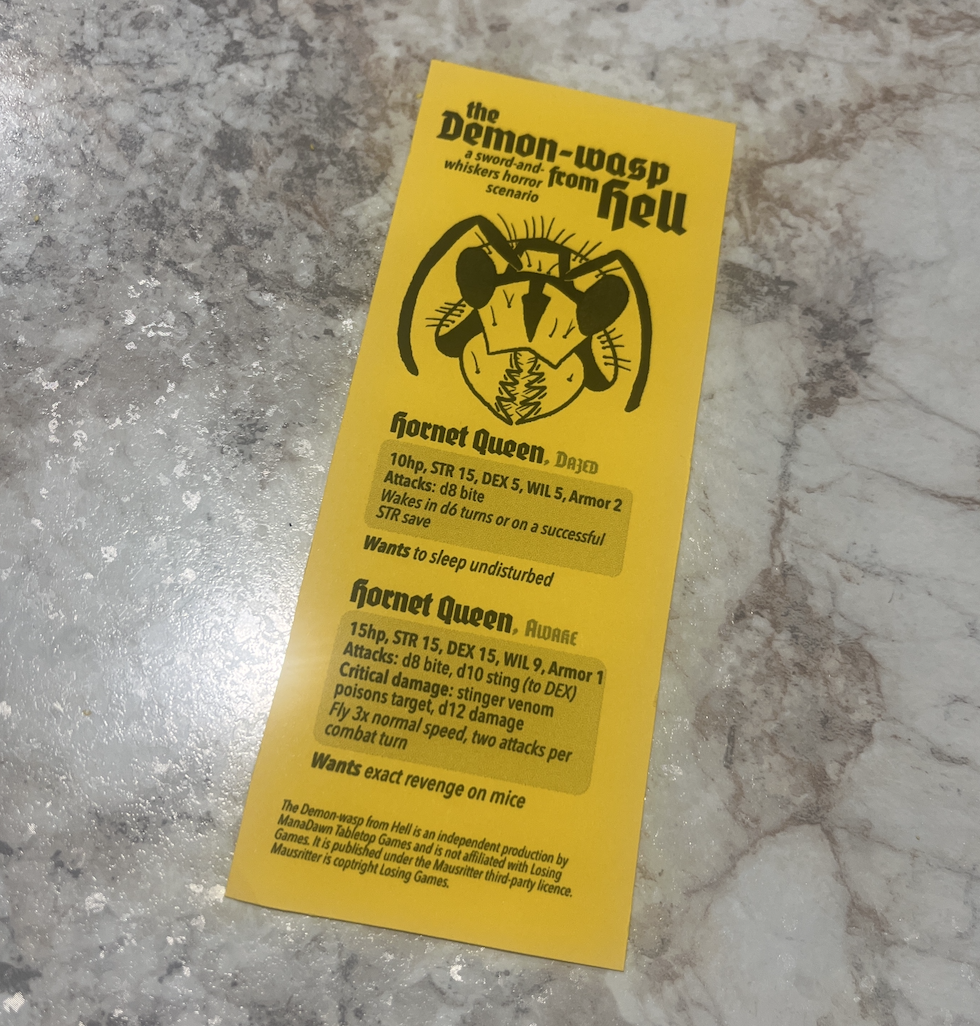 the
Demon-wasp
a sword-and-
whiskers horror
scenario
from
Hell
Hornet Queen, Dazed
10hp, STR 15, DEX 5, WIL 5, Armor 2
Attacks: d8 bite
Wakes in d6 turns or on a successful
STR save
Wants to sleep undisturbed
Hornet Queen, Awake
15hp, STR 15, DEX 15, WIL 9, Armor 1
Attacks: d8 bite, d10 sting (to DEX)
Critical damage: stinger venom
poisons target, d12 damage
Fly 3x normal speed, two attacks per
combat turn
Wants exact revenge on mice
The Demon-wasp from Hell is an independent production by
ManaDawn Tabletop Games and is not affiliated with Losing
Games. It is published under the Mausritter third-party licence.
Mausritter is coptright Losing Games.